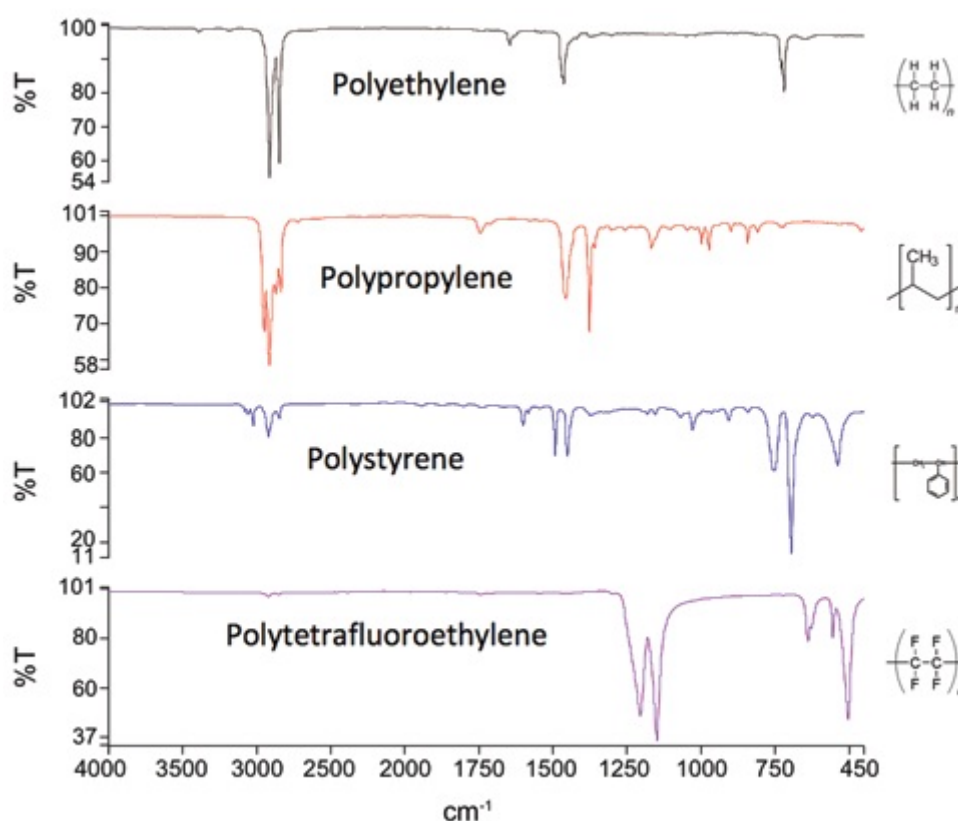 %T
100
80
70
60
54
Polyethylene
H H
C C
H H
n
%T
101
90
80
70
58
Polypropylene
CH₃
%T
102
80
60
20
11
Polystyrene
%T
101
80
60
37
Polytetrafluoroethylene
F F
C C
F F
4000 3500 3000 2500 2000 1750 1500 1250 1000 750 450
cm⁻¹